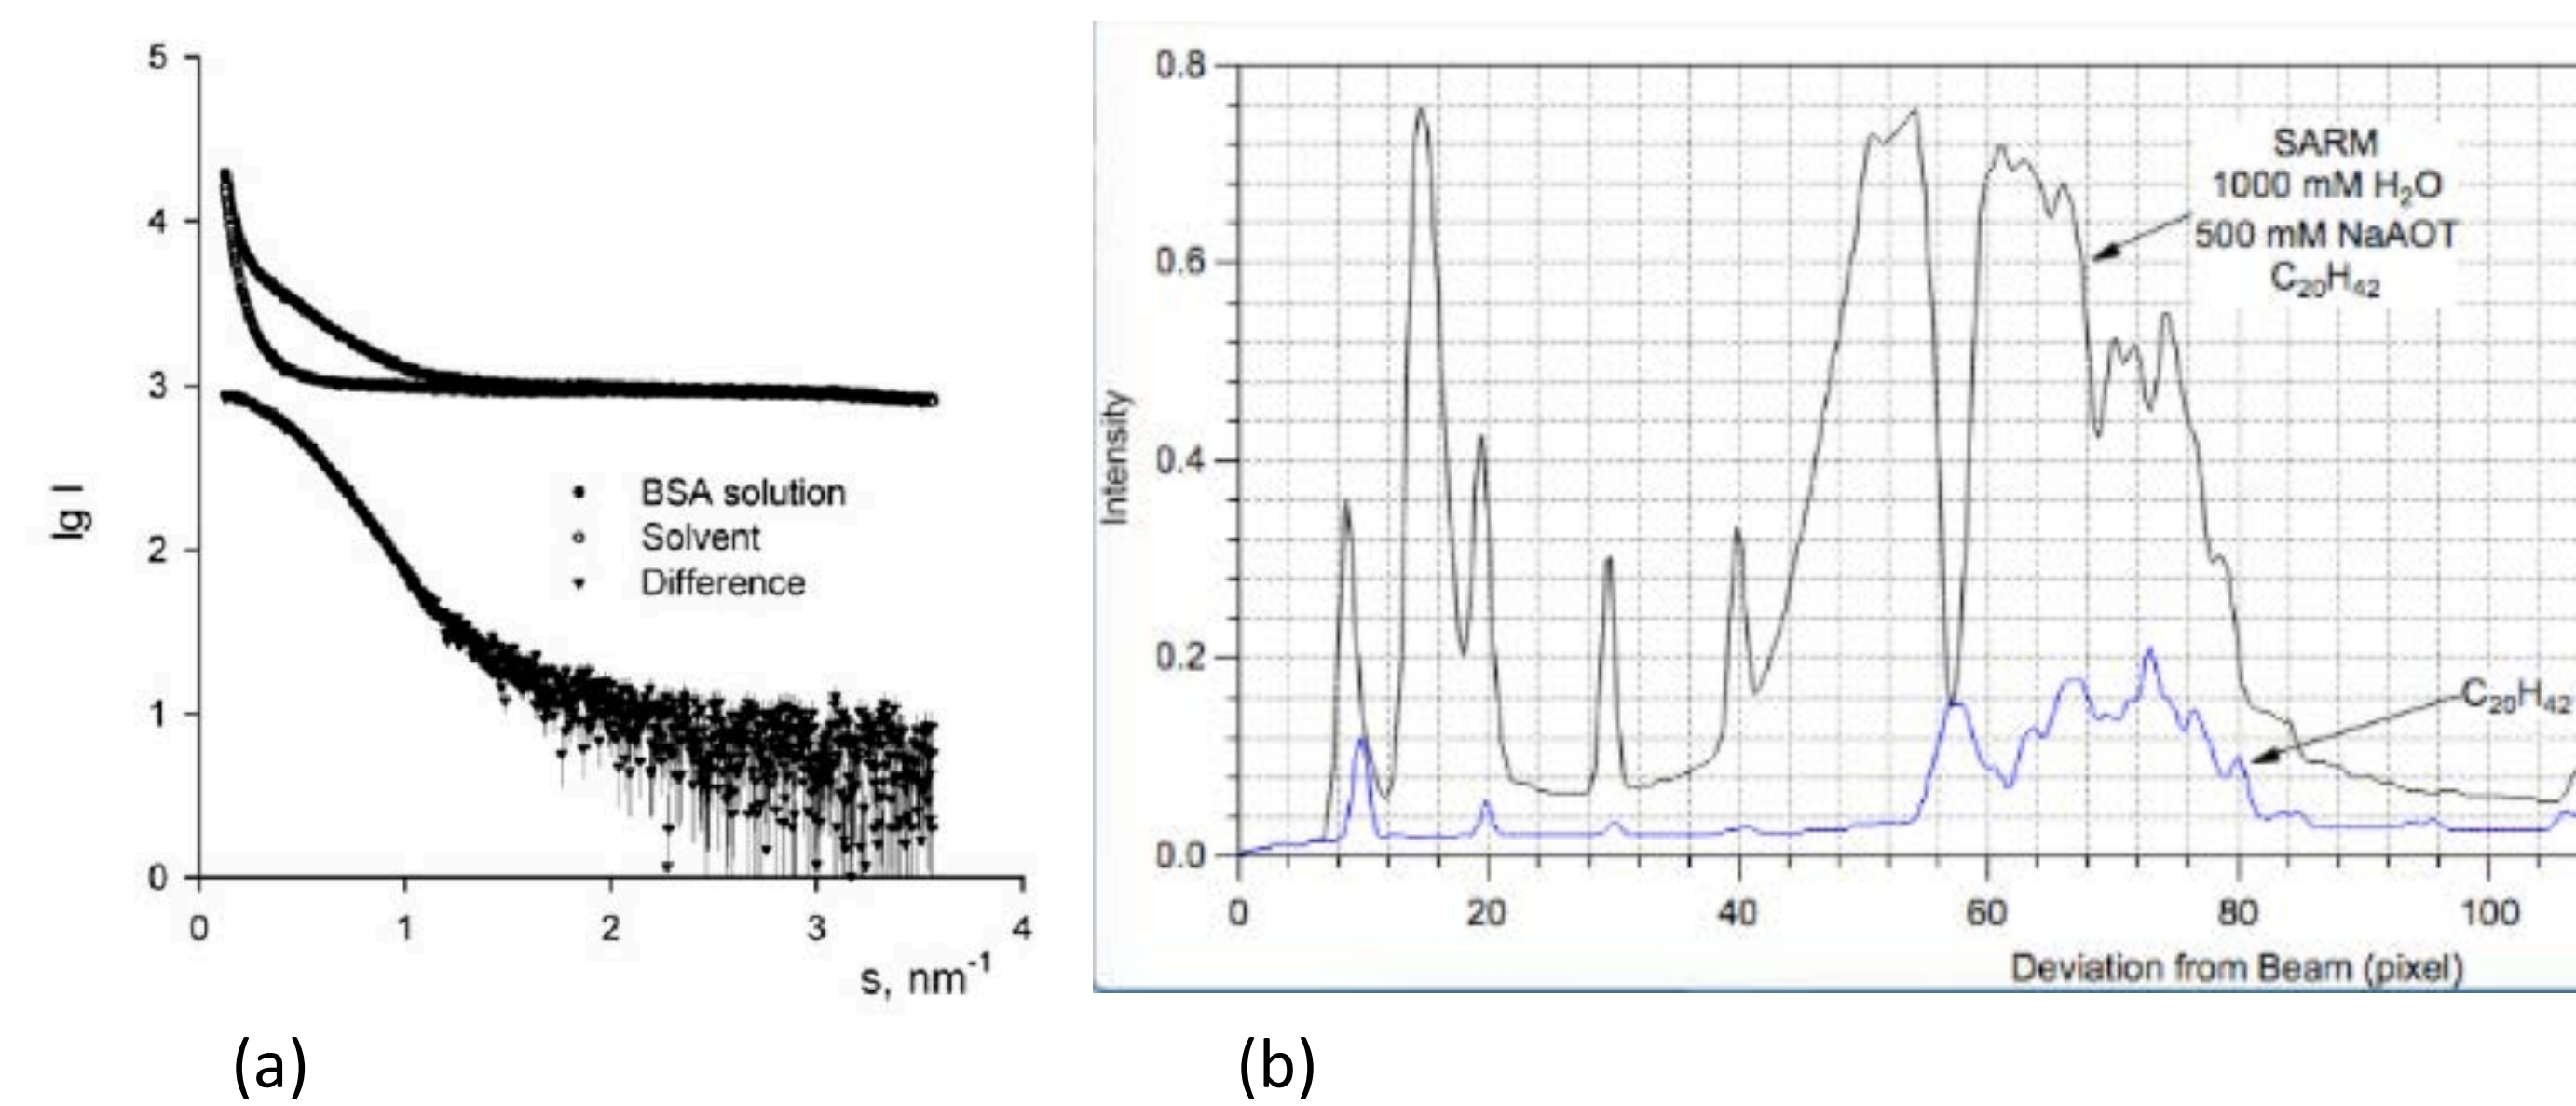 5
4
3
2
1
0
lg I
BSA solution
Solvent
Difference
0 1 2 3 4
s, nm⁻¹
(a)
0.8
0.6
0.4
0.2
0.0
Intensity
SARM
1000 mM H₂O
500 mM NaAOT
C₂₀H₄₂
C₂₀H₄₂
0 20 40 60 80 100
Deviation from Beam (pixel)
(b)